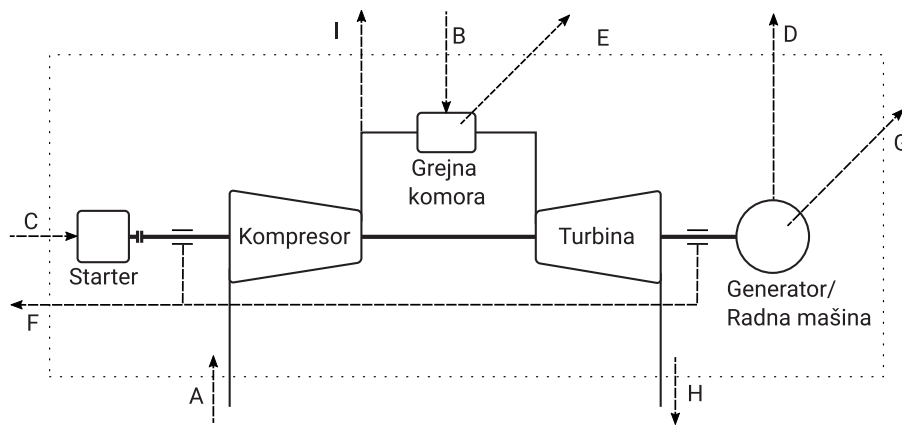 I
B
E
D
G
Grejna
komora
C
Kompresor
Turbina
Starter
Generator/
Radna mašina
F
A
H